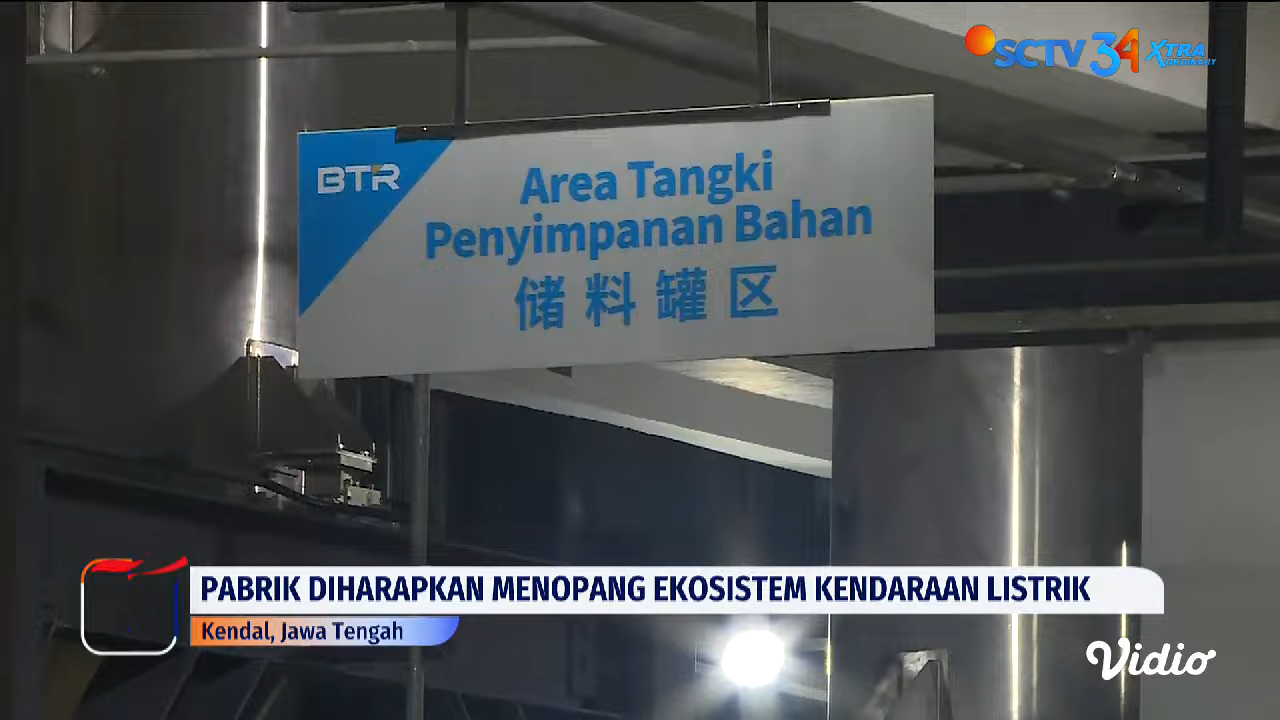 SCTV 34 XTRA ORDINARY
BTR
Area Tangki
Penyimpanan Bahan
储料罐区
PABRIK DIHARAPKAN MENOPANG EKOSISTEM KENDARAAN LISTRIK
Kendal, Jawa Tengah
Vidio